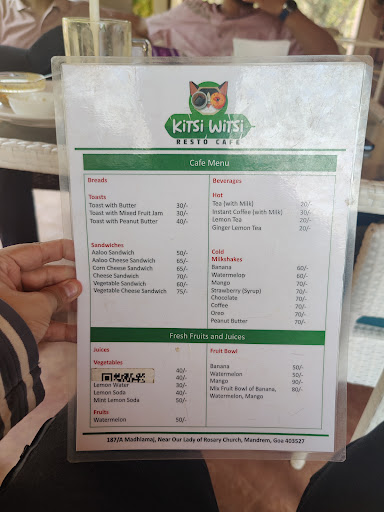 KiTSi WiTSi
RESTO CAFE
Cafe Menu
Breads
Toasts
Toast with Butter 30/-
Toast with Mixed Fruit Jam 30/-
Toast with Peanut Butter 40/-
Sandwiches
Aaloo Sandwich 50/-
Aaloo Cheese Sandwich 65/-
Corn Cheese Sandwich 65/-
Cheese Sandwich 70/-
Vegetable Sandwich 60/-
Vegetable Cheese Sandwich 75/-
Beverages
Hot
Tea (with Milk) 20/-
Instant Coffee (with Milk) 30/-
Lemon Tea 20/-
Ginger Lemon Tea 20/-
Cold
Milkshakes
Banana 60/-
Watermelon 60/-
Mango 70/-
Strawberry (Syrup) 70/-
Chocolate 70/-
Coffee 70/-
Oreo 70/-
Peanut Butter 70/-
Fresh Fruits and Juices
Juices
Vegetables
40/-
40/-
Lemon Water 30/-
Lemon Soda 40/-
Mint Lemon Soda 50/-
Fruits
Watermelon 50/-
Fruit Bowl
Banana 50/-
Watermelon 50/-
Mango 90/-
Mix Fruit Bowl of Banana, 80/-
Watermelon, Mango
187/A Madhlamaj, Near Our Lady of Rosary Church, Mandrem, Goa 403527